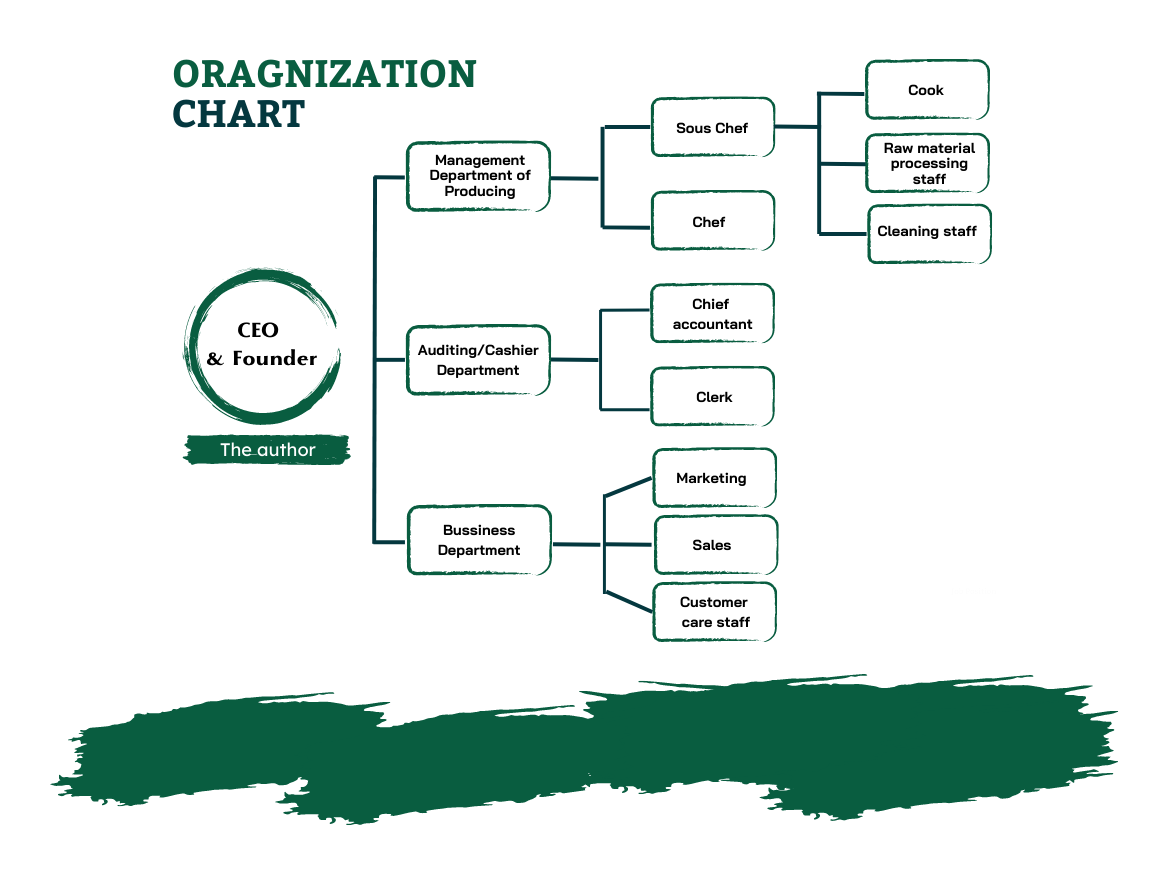 ORAGNIZATION
CHART
CEO
& Founder
The author
Management
Department of
Producing
Sous Chef
Chef
Cook
Raw material
processing
staff
Cleaning staff
Auditing/Cashier
Department
Chief
accountant
Clerk
Bussiness
Department
Marketing
Sales
Customer
care staff